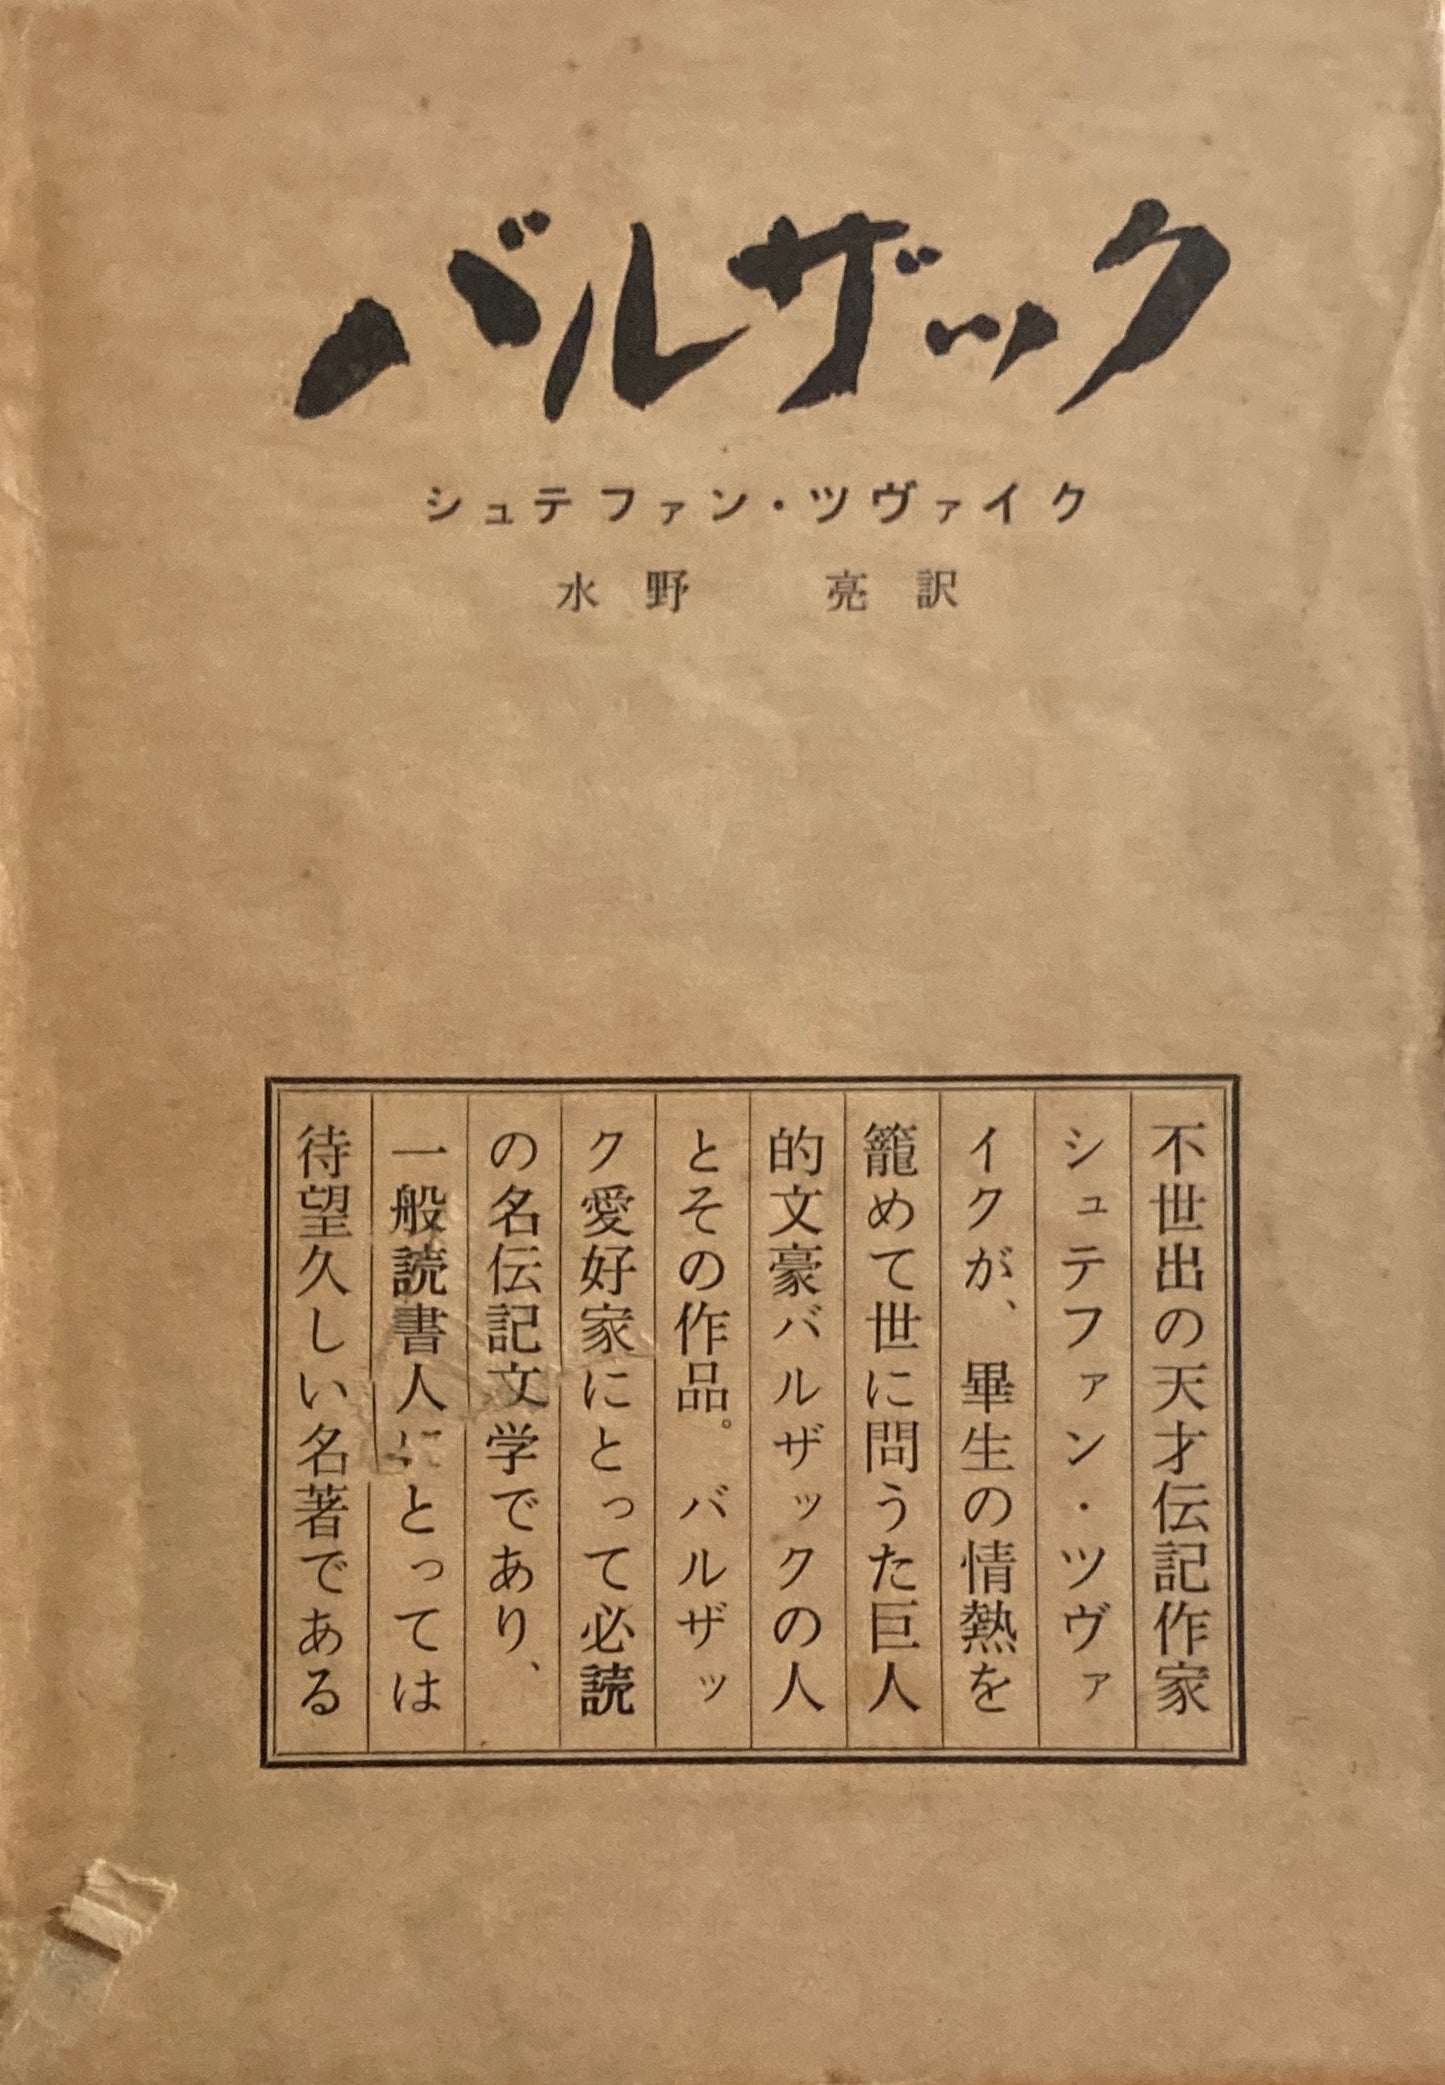 バルザック
シュテファン・ツヴァイク
水野 亮訳
不世出の天才伝記作家
シュテファン・ツヴァ
イクが、畢生の情熱を
籠めて世に問うた巨人
的文豪バルザックの人
とその作品。バルザッ
ク愛好家にとって必読
の名伝記文学であり、
一般読書人にとっては
待望久しい名著である